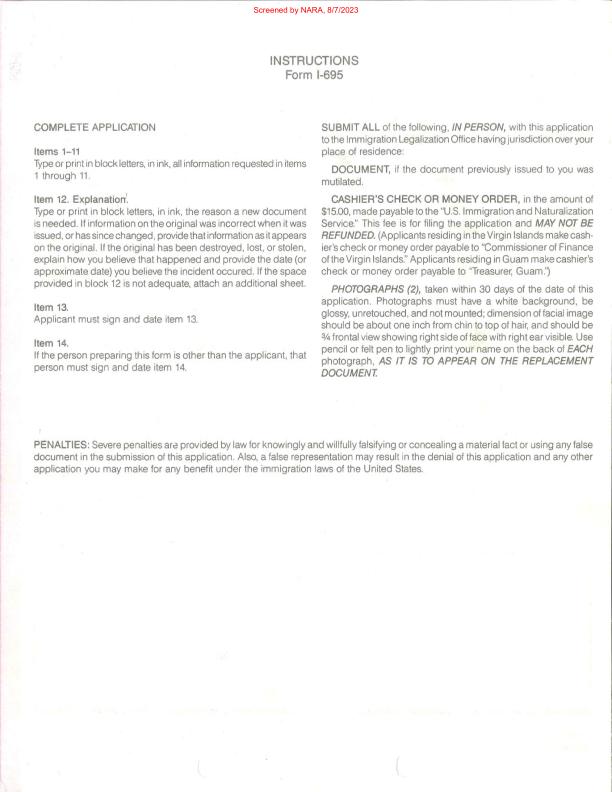 Screened by NARA, 8/7/2023
INSTRUCTIONS
Form I-695
COMPLETE APPLICATION
Items 1-11
Type or print in block letters, in ink, all information requested in items
1 through 11.
Item 12. Explanation.
Type or print in block letters, in ink, the reason a new document
is needed. If information on the original was incorrect when it was
issued, or has since changed, provide that information as it appears
on the original. If the original has been destroyed, lost, or stolen,
explain how you believe that happened and provide the date (or
approximate date) you believe the incident occured. If the space
provided in block 12 is not adequate, attach an additional sheet.
Item 13.
Applicant must sign and date item 13.
Item 14.
If the person preparing this form is other than the applicant, that
person must sign and date item 14.
SUBMIT ALL of the following, IN PERSON, with this application
to the Immigration Legalization Office having jurisdiction over your
place of residence:
DOCUMENT, if the document previously issued to you was
mutilated.
CASHIER'S CHECK OR MONEY ORDER, in the amount of
$15.00, made payable to the "U.S. Immigration and Naturalization
Service." This fee is for filing the application and MAY NOT BE
REFUNDED. (Applicants residing in the Virgin Islands make cash-
ier's check or money order payable to "Commissioner of Finance
of the Virgin Islands." Applicants residing in Guam make cashier's
check or money order payable to "Treasurer, Guam.")
PHOTOGRAPHS (2), taken within 30 days of the date of this
application. Photographs must have a white background, be
glossy, unretouched, and not mounted; dimension of facial image
should be about one inch from chin to top of hair, and should be
¾ frontal view showing right side of face with right ear visible. Use
pencil or felt pen to lightly print your name on the back of EACH
photograph, AS IT IS TO APPEAR ON THE REPLACEMENT
DOCUMENT.
PENALTIES: Severe penalties are provided by law for knowingly and willfully falsifying or concealing a material fact or using any false
document in the submission of this application. Also, a false representation may result in the denial of this application and any other
application you may make for any benefit under the immigration laws of the United States.